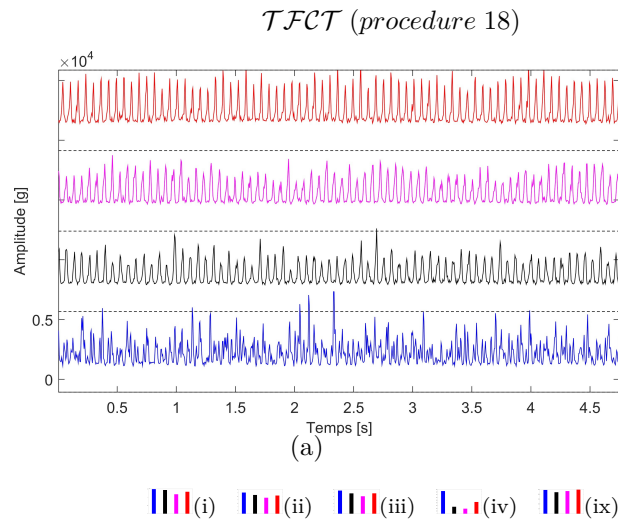 𝒯ℱ𝒞𝒯 (procedure 18)
×10⁴
Amplitude [g]
0.5
0
0.5 1 1.5 2 2.5 3 3.5 4 4.5
Temps [s]
(a)
(i) (ii) (iii) (iv) (ix)